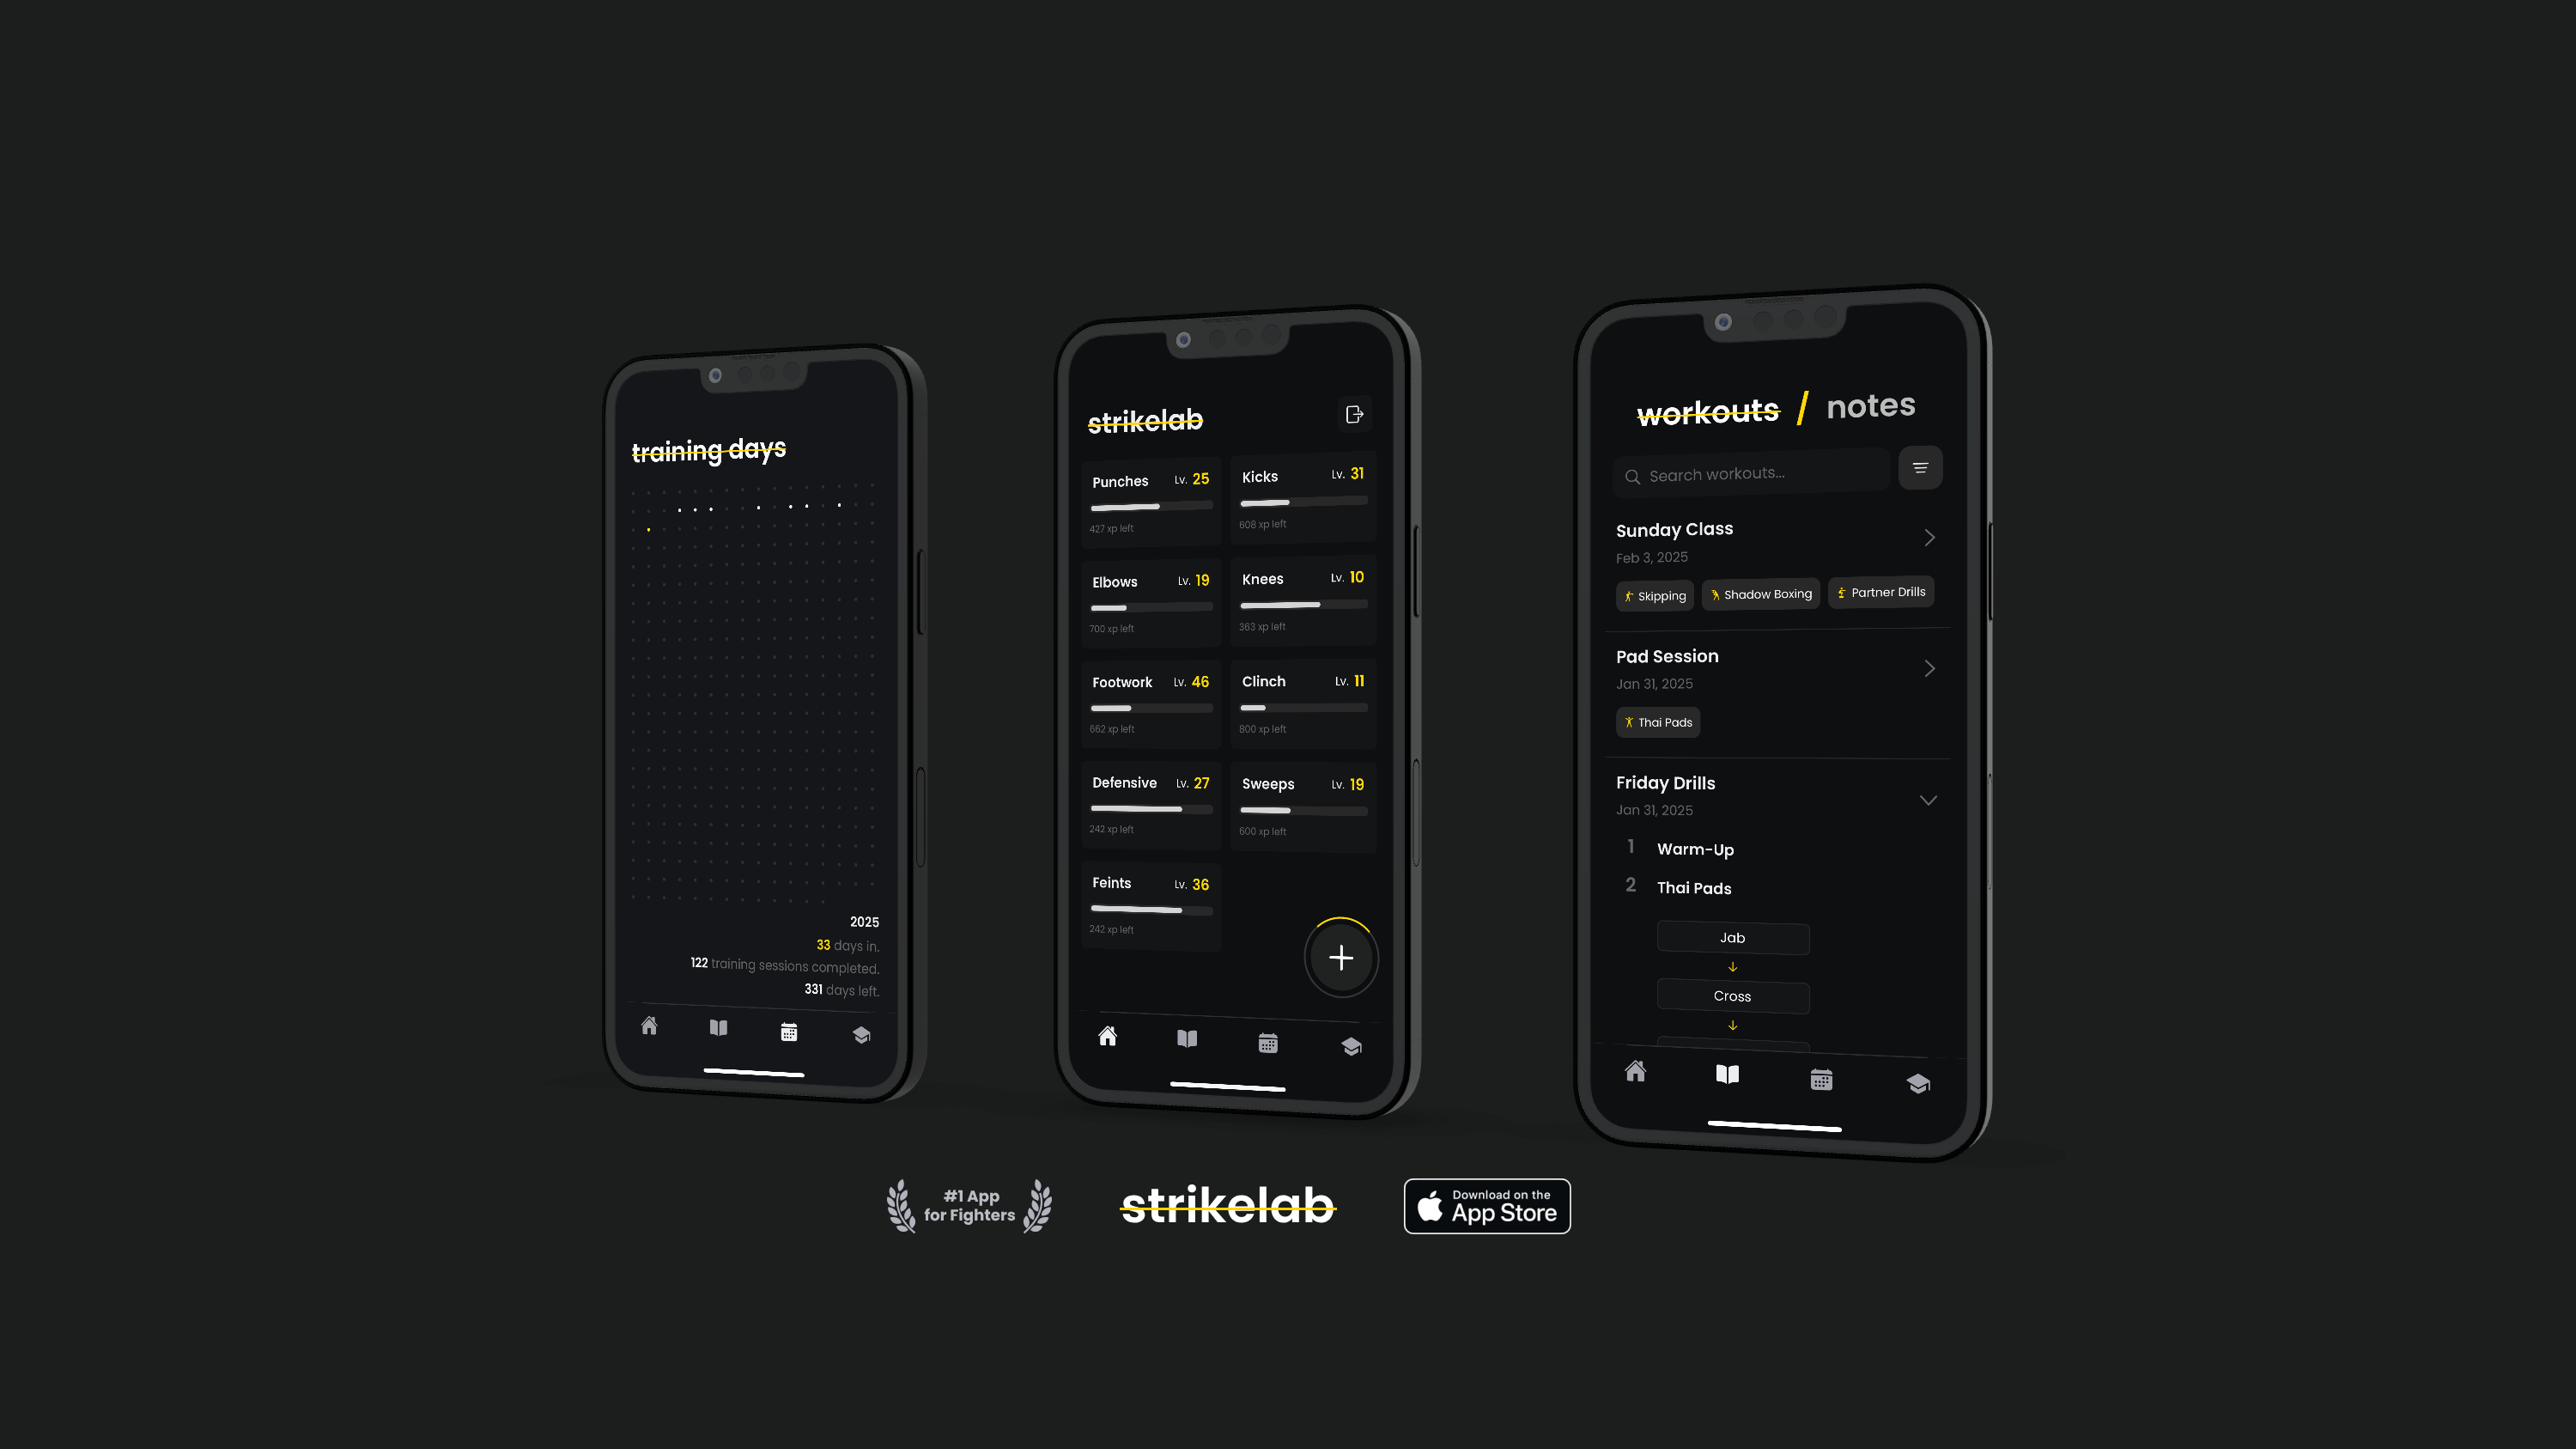 training days
2025
33 days in.
122 training sessions completed.
331 days left.
strikelab
Punches Lv. 25
427 xp left
Kicks Lv. 31
608 xp left
Elbows Lv. 19
700 xp left
Knees Lv. 10
363 xp left
Footwork Lv. 46
662 xp left
Clinch Lv. 11
800 xp left
Defensive Lv. 27
242 xp left
Sweeps Lv. 19
600 xp left
Feints Lv. 36
242 xp left
workouts / notes
Search workouts...
Sunday Class
Feb 3, 2025
Skipping Shadow Boxing Partner Drills
Pad Session
Jan 31, 2025
Thai Pads
Friday Drills
Jan 31, 2025
1 Warm-Up
2 Thai Pads
Jab
Cross
#1 App
for Fighters
strikelab
Download on the
App Store